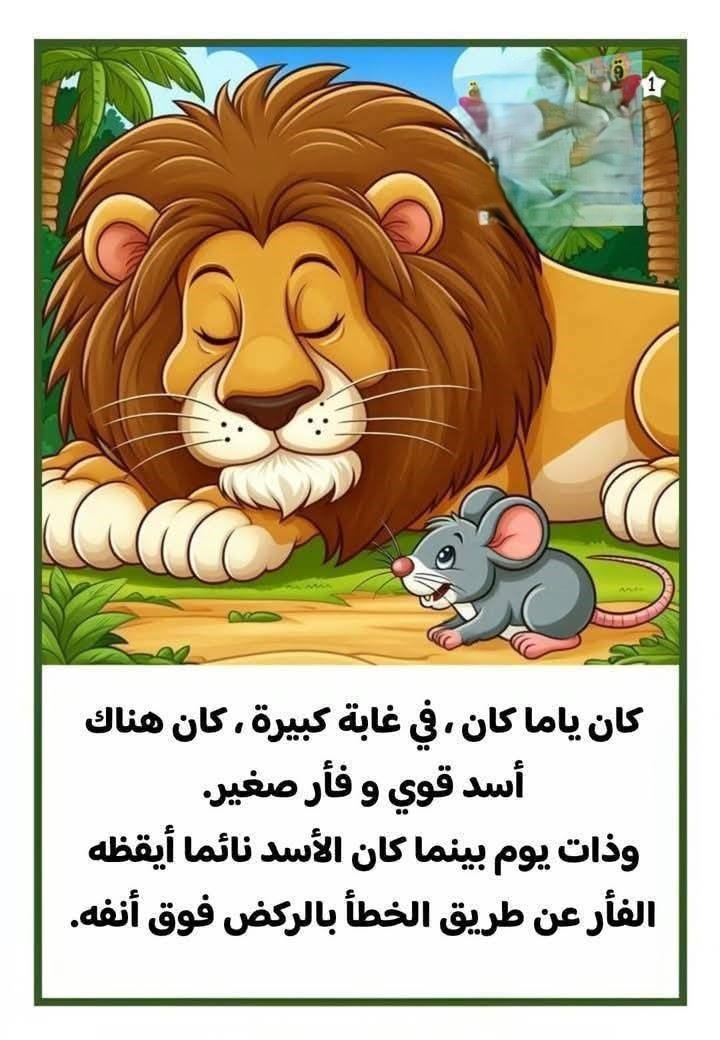 1
كان ياما كان ، في غابة كبيرة ، كان هناك
أسد قوي و فأر صغير.
وذات يوم بينما كان الأسد نائما أيقظه
الفأر عن طريق الخطأ بالركض فوق أنفه.